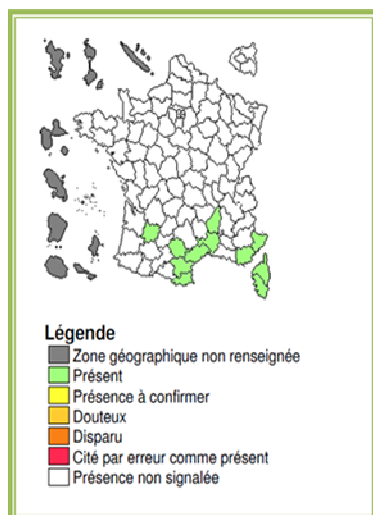 Légende
Zone géographique non renseignée
Présent
Présence à confirmer
Douteux
Disparu
Cité par erreur comme présent
Présence non signalée